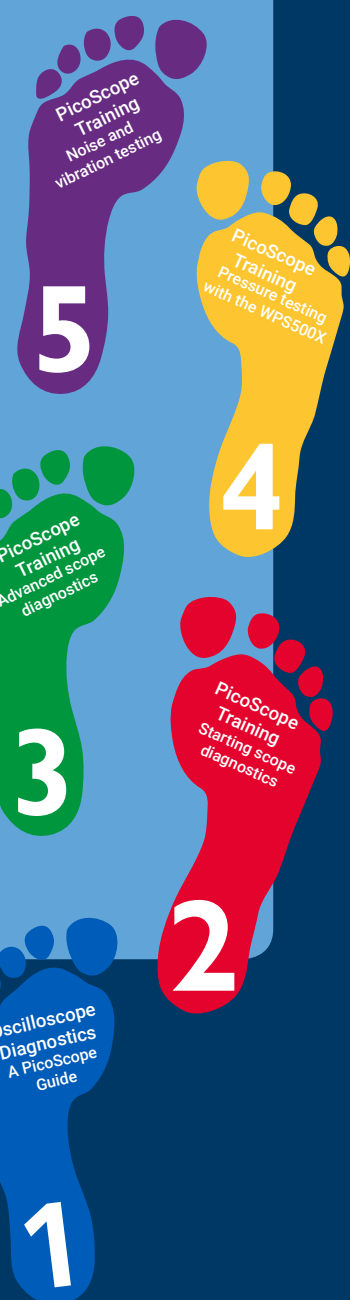 PicoScope
Training
Noise and
vibration testing
5
PicoScope
Training
Pressure testing
with the WPS500X
4
PicoScope
Training
Advanced scope
diagnostics
3
PicoScope
Training
Starting scope
diagnostics
2
Oscilloscope
Diagnostics
A PicoScope
Guide
1